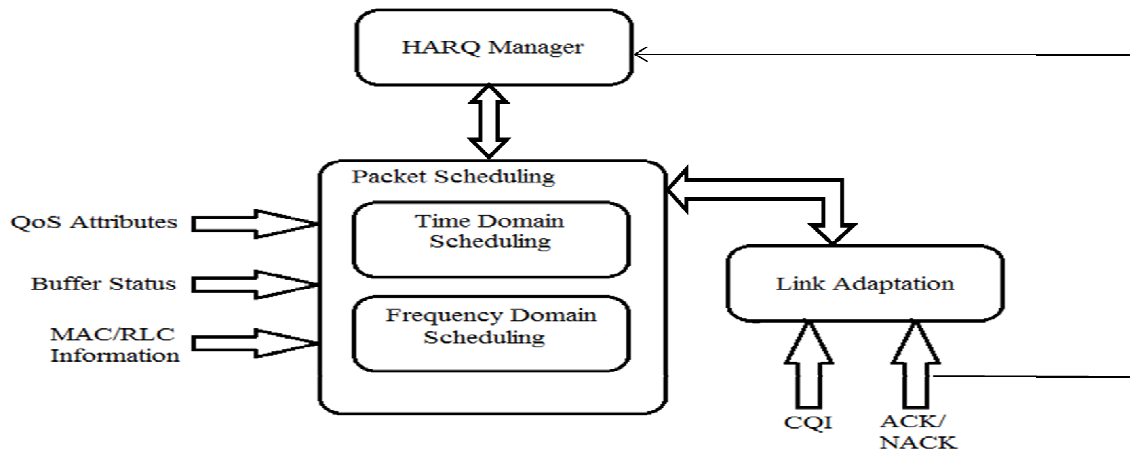 HARQ Manager
Packet Scheduling
QoS Attributes
Time Domain
Scheduling
Buffer Status
Link Adaptation
MAC/RLC
Information
Frequency Domain
Scheduling
CQI
ACK/
NACK